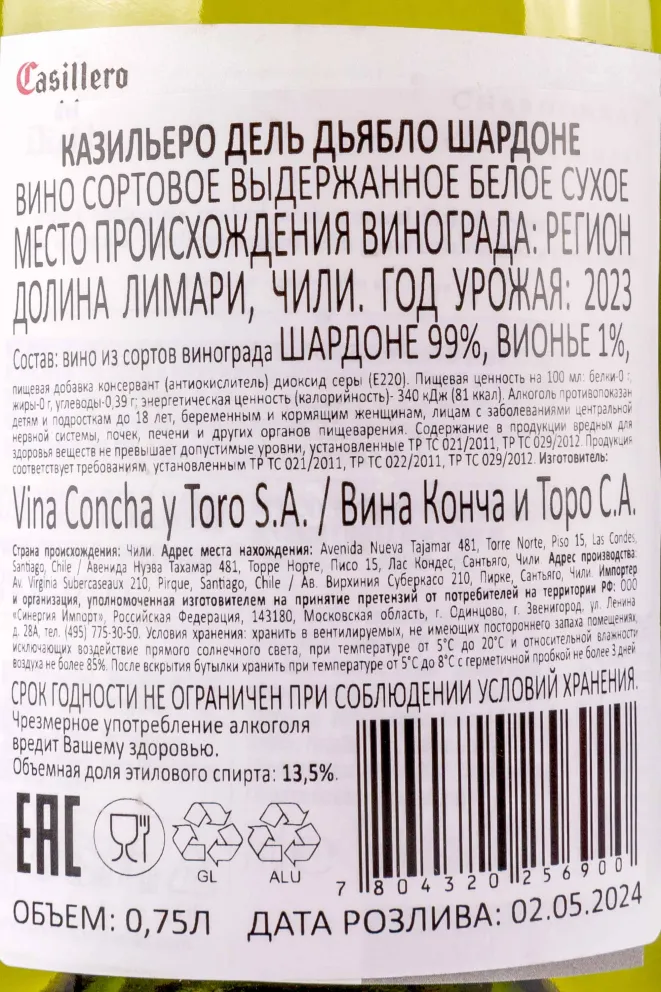 Casillero
КАЗИЛЬЕРО ДЕЛЬ ДЬЯБЛО ШАРДОНЕ
ВИНО СОРТОВОЕ ВЫДЕРЖАННОЕ БЕЛОЕ СУХОЕ
МЕСТО ПРОИСХОЖДЕНИЯ ВИНОГРАДА: РЕГИОН
ДОЛИНА ЛИМАРИ, ЧИЛИ. ГОД УРОЖАЯ: 2023
Состав: вино из сортов винограда ШАРДОНЕ 99%, ВИОНЬЕ 1%,
пищевая добавка консервант (антиокислитель) диоксид серы (Е220). Пищевая ценность на 100 мл: белки-0 г,
жиры-0 г, углеводы-0,39 г; энергетическая ценность (калорийность)- 340 кДж (81 ккал). Алкоголь противопоказан
детям и подросткам до 18 лет, беременным и кормящим женщинам, лицам с заболеваниями центральной
нервной системы, почек, печени и других органов пищеварения. Содержание в продукции вредных для
здоровья веществ не превышает допустимые уровни, установленные ТР ТС 021/2011, ТР ТС 029/2012. Продукция
соответствует требованиям, установленным ТР ТС 021/2011, ТР ТС 022/2011, ТР ТС 029/2012. Изготовитель:
Vina Concha y Toro S.A. / Вина Конча и Торо С.А.
Страна происхождения: Чили. Адрес места нахождения: Avenida Nueva Tajamar 481, Torre Norte, Piso 15, Las Condes,
Santiago, Chile / Авенида Нуэва Тахамар 481, Торре Норте, Писо 15, Лас Кондес, Сантьяго, Чили Адрес производства:
Av. Virginia Subercaseaux 210, Pirque, Santiago, Chile / Ав. Вирхиния Суберкасо 210, Пирке, Сантьяго, Чили. Импортер
и организация, уполномоченная изготовителем на принятие претензий от потребителей на территории РФ: ООО
«Синергия Импорт», Российская Федерация, 143180, Московская область, г. Одинцово, г. Звенигород, ул. Ленина
д. 28А, тел. (495) 775-30-50. Условия хранения: хранить в вентилируемых, не имеющих постороннего запаха помещениях,
исключающих воздействие прямого солнечного света, при температуре от 5°С до 20°С и относительной влажности
воздуха не более 85%. После вскрытия бутылки хранить при температуре от 5°С до 8°С с герметичной пробкой не более 3 дней
СРОК ГОДНОСТИ НЕ ОГРАНИЧЕН ПРИ СОБЛЮДЕНИИ УСЛОВИЙ ХРАНЕНИЯ.
Чрезмерное употребление алкоголя
вредит Вашему здоровью.
Объемная доля этилового спирта: 13,5%.
EAC
GL
ALU
7 804320 256900
ОБЪЕМ: 0,75Л
ДАТА РОЗЛИВА: 02.05.2024